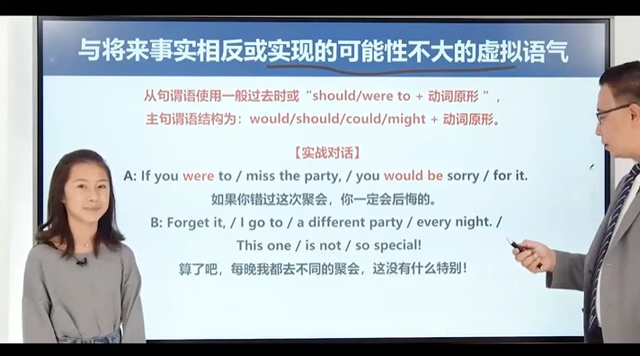 与将来事实相反或实现的可能性不大的虚拟语气
从句谓语使用一般过去时或“should/were to + 动词原形 ”，
主句谓语结构为：would/should/could/might + 动词原形。
【实战对话】
A: If you were to / miss the party, / you would be sorry / for it.
如果你错过这次聚会，你一定会后悔的。
B: Forget it, / I go to / a different party / every night. /
This one / is not / so special!
算了吧，每晚我都去不同的聚会，这没有什么特别！